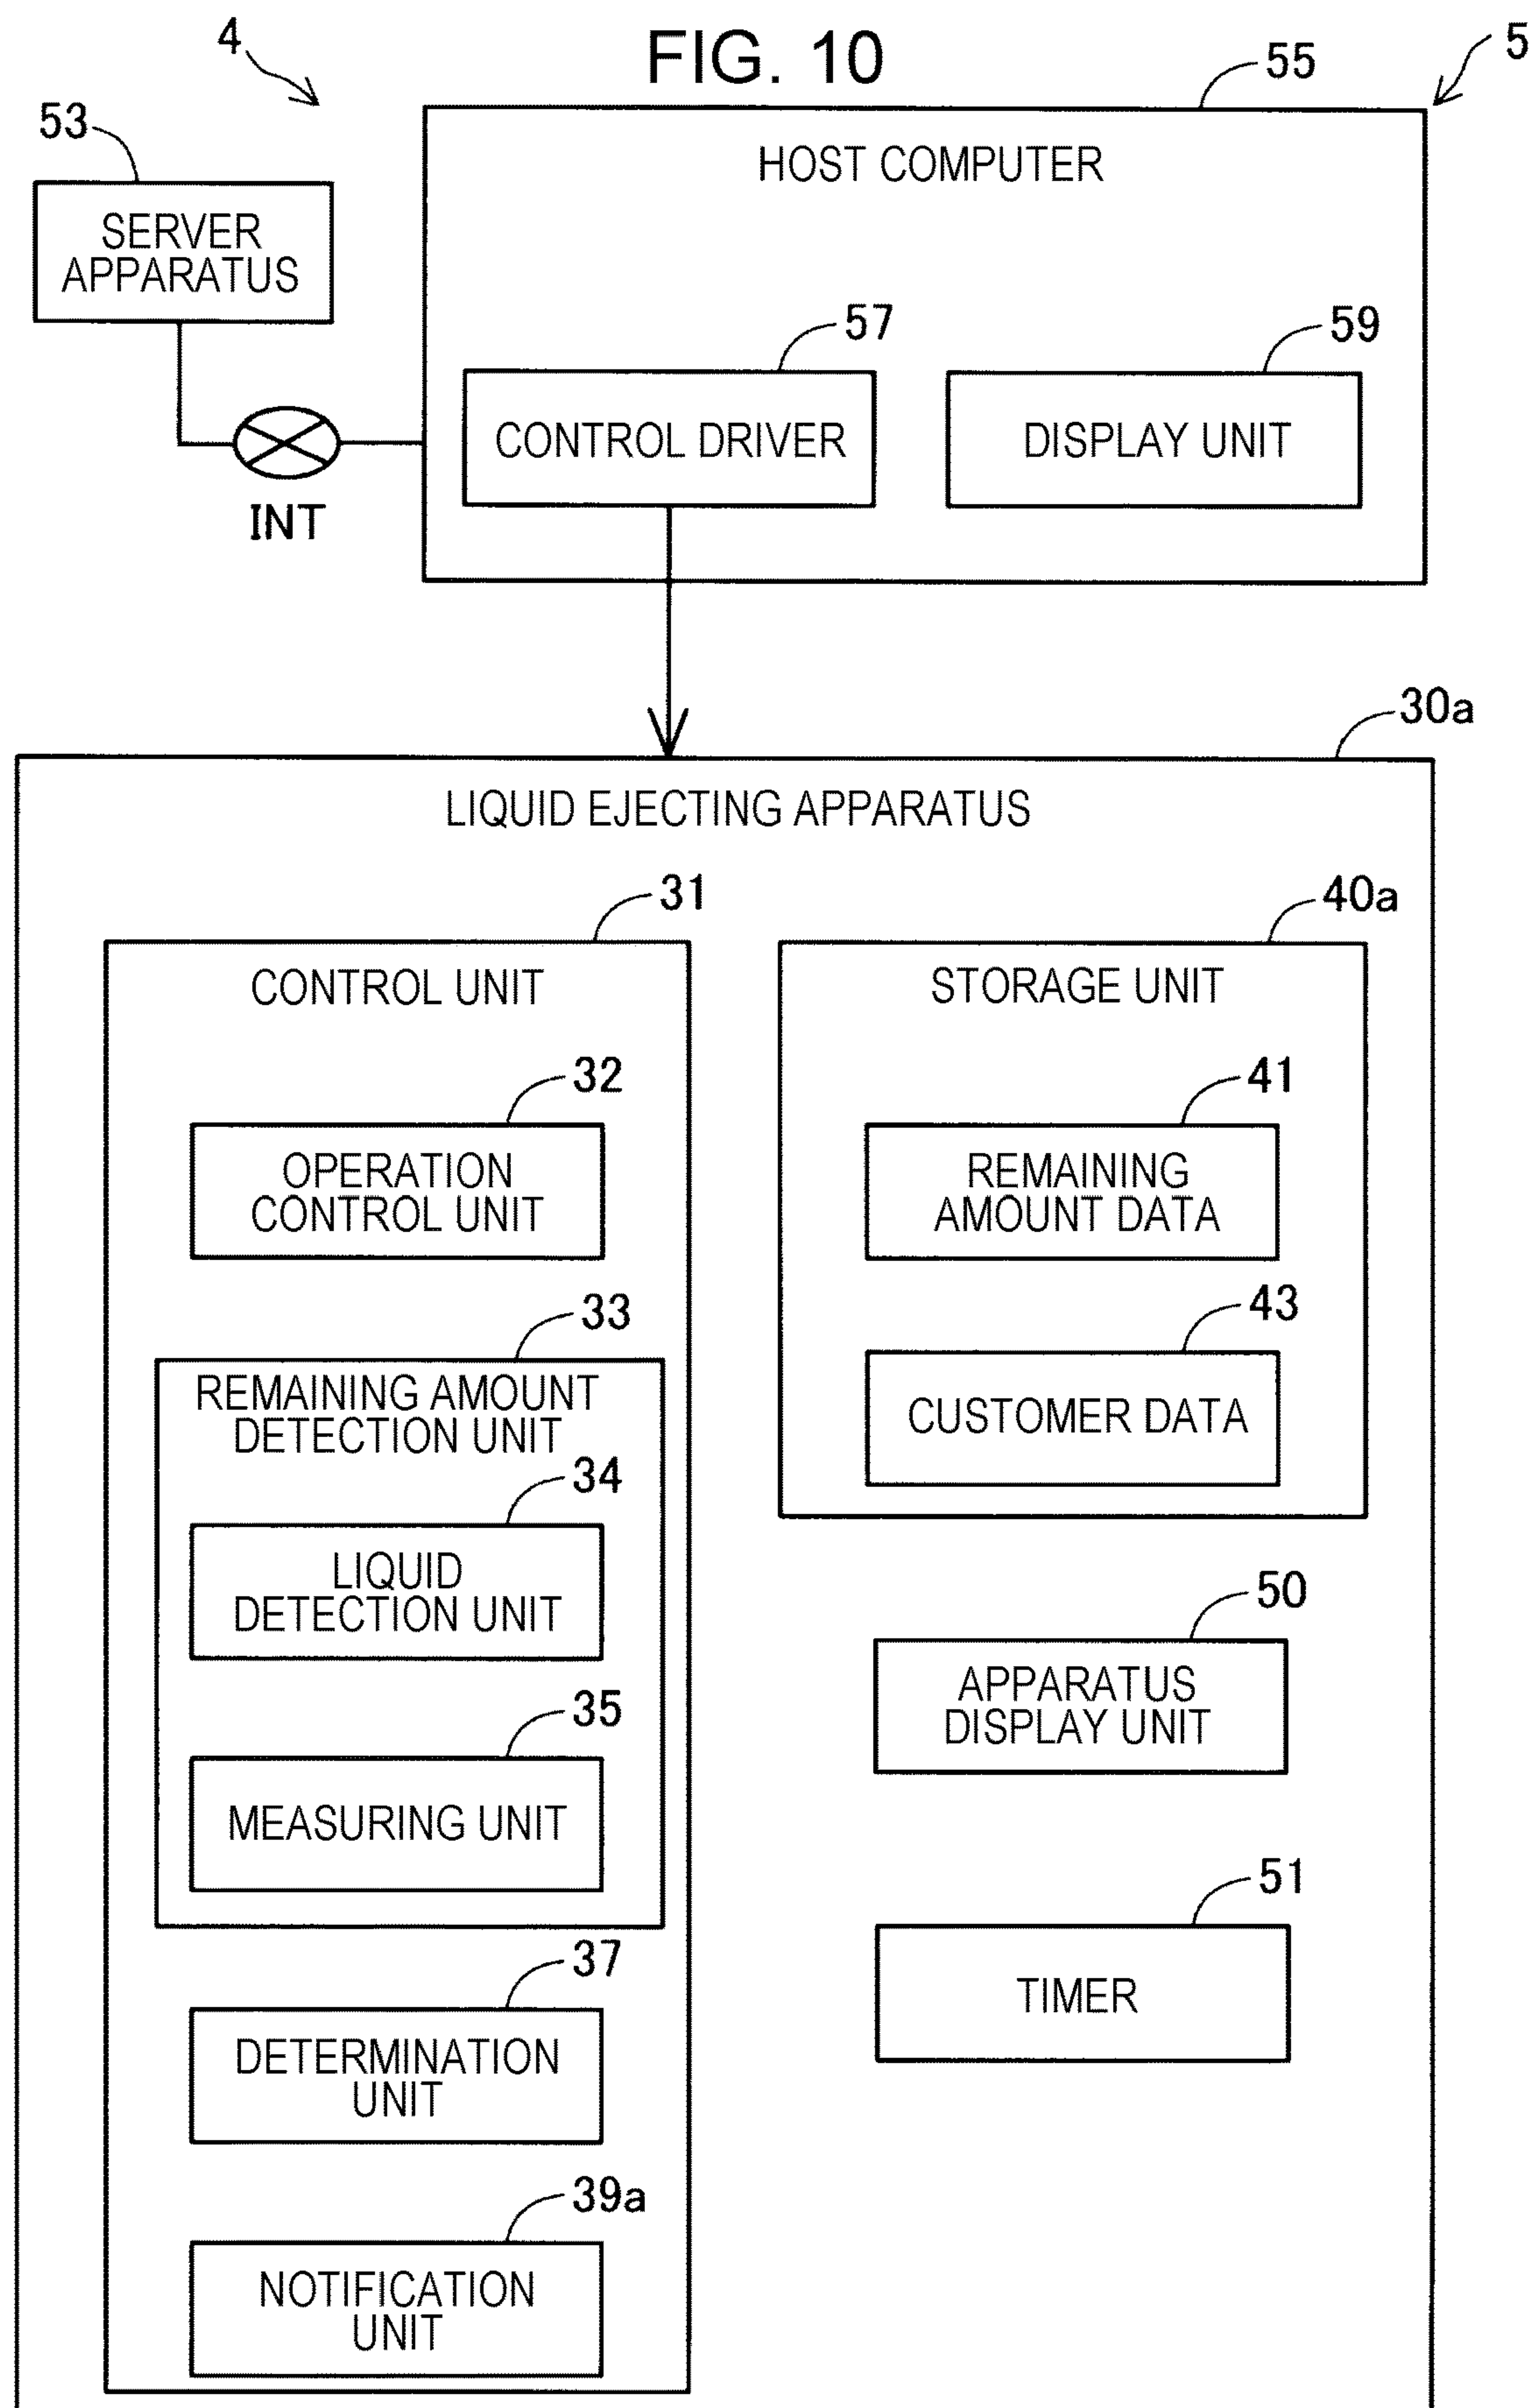 4
FIG. 10
5
55
53
HOST COMPUTER
SERVER
APPARATUS
57
59
CONTROL DRIVER
DISPLAY UNIT
INT
30a
LIQUID EJECTING APPARATUS
31
40a
CONTROL UNIT
STORAGE UNIT
32
41
OPERATION
CONTROL UNIT
REMAINING
AMOUNT DATA
33
43
REMAINING AMOUNT
DETECTION UNIT
CUSTOMER DATA
34
LIQUID
DETECTION UNIT
50
APPARATUS
DISPLAY UNIT
35
MEASURING UNIT
51
TIMER
37
DETERMINATION
UNIT
39a
NOTIFICATION
UNIT